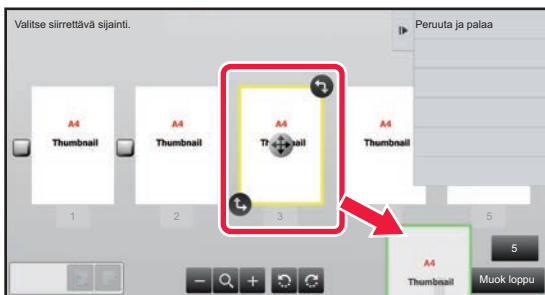 Valitse siirrettävä sijainti.
Peruuta ja palaa
A4
Thumbnail
A4
Thumbnail
A4
A4
Thumbnail
1
2
3
5
5
A4
Thumbnail
Muok loppu